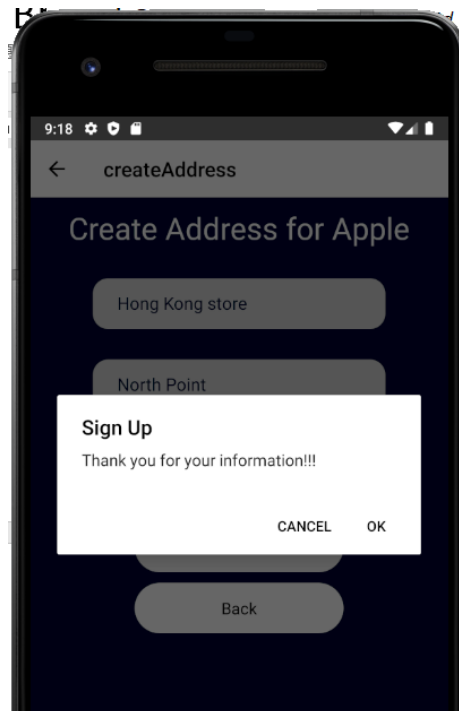 9:18
createAddress
Create Address for Apple
Hong Kong store
North Point
Sign Up
Thank you for your information!!!
CANCEL OK
Back